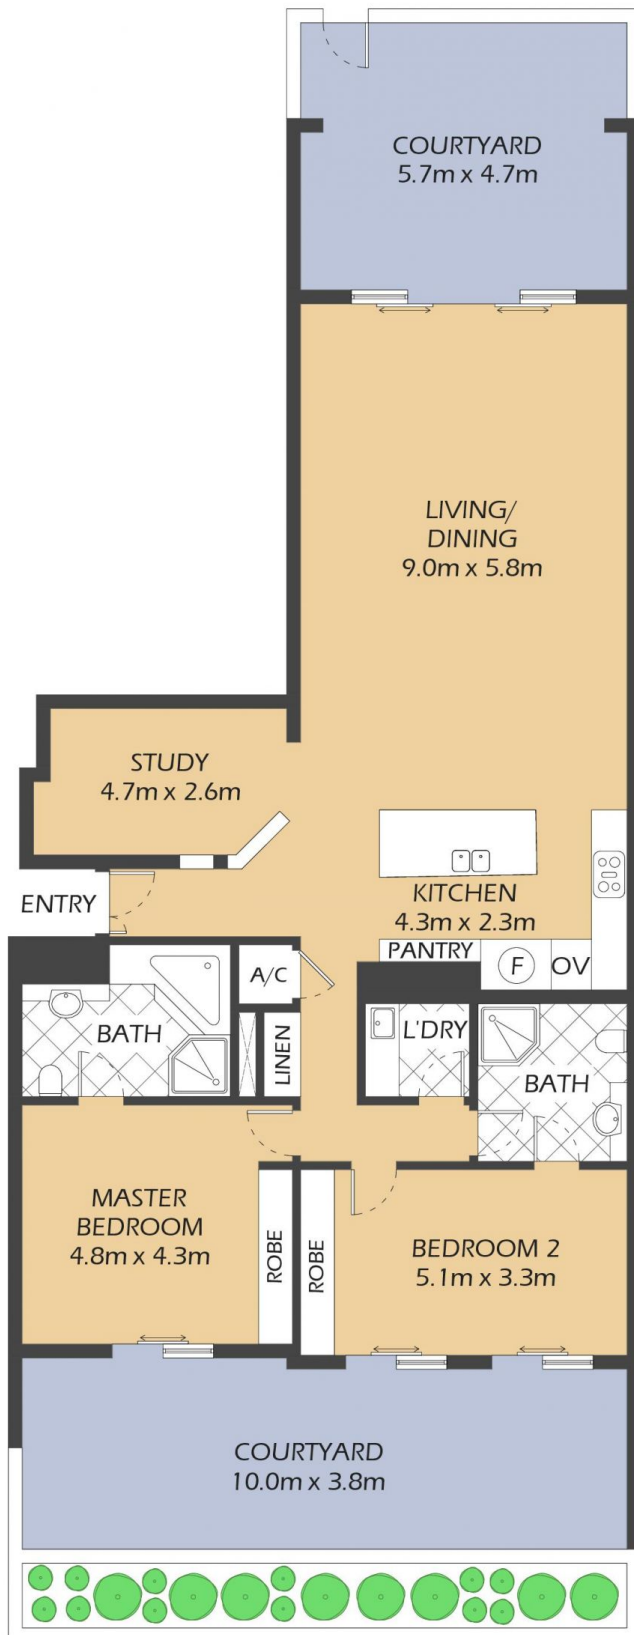 COURTYARD
5.7m x 4.7m
LIVING/
DINING
9.0m x 5.8m
STUDY
4.7m x 2.6m
ENTRY
KITCHEN
4.3m x 2.3m
PANTRY
F
OV
A/C
BATH
LINEN
L'DRY
BATH
MASTER
BEDROOM
4.8m x 4.3m
ROBE
ROBE
BEDROOM 2
5.1m x 3.3m
COURTYARD
10.0m x 3.8m